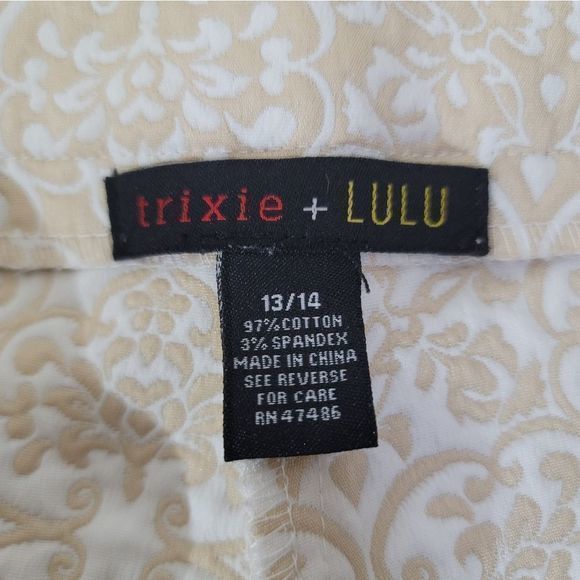 trixie + LULU
13/14
97% COTTON
3% SPANDEX
MADE IN CHINA
SEE REVERSE
FOR CARE
RN 47486